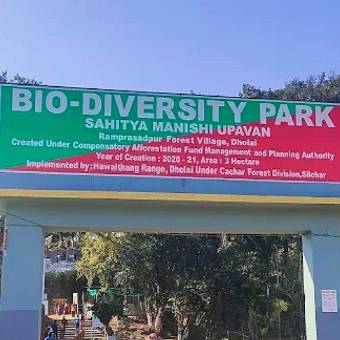 BIO-DIVERSITY PARK
SAHITYA MANISHI UPAVAN
Ramprasadpur Forest Village, Dholai
Created Under Compensatory Afforestation Fund Management and Planning Authority
Year of Creation : 2020 - 21, Area : 3 Hectare
Implemented by : Hawaithang Range, Dholai Under Cachar Forest Division, Silchar